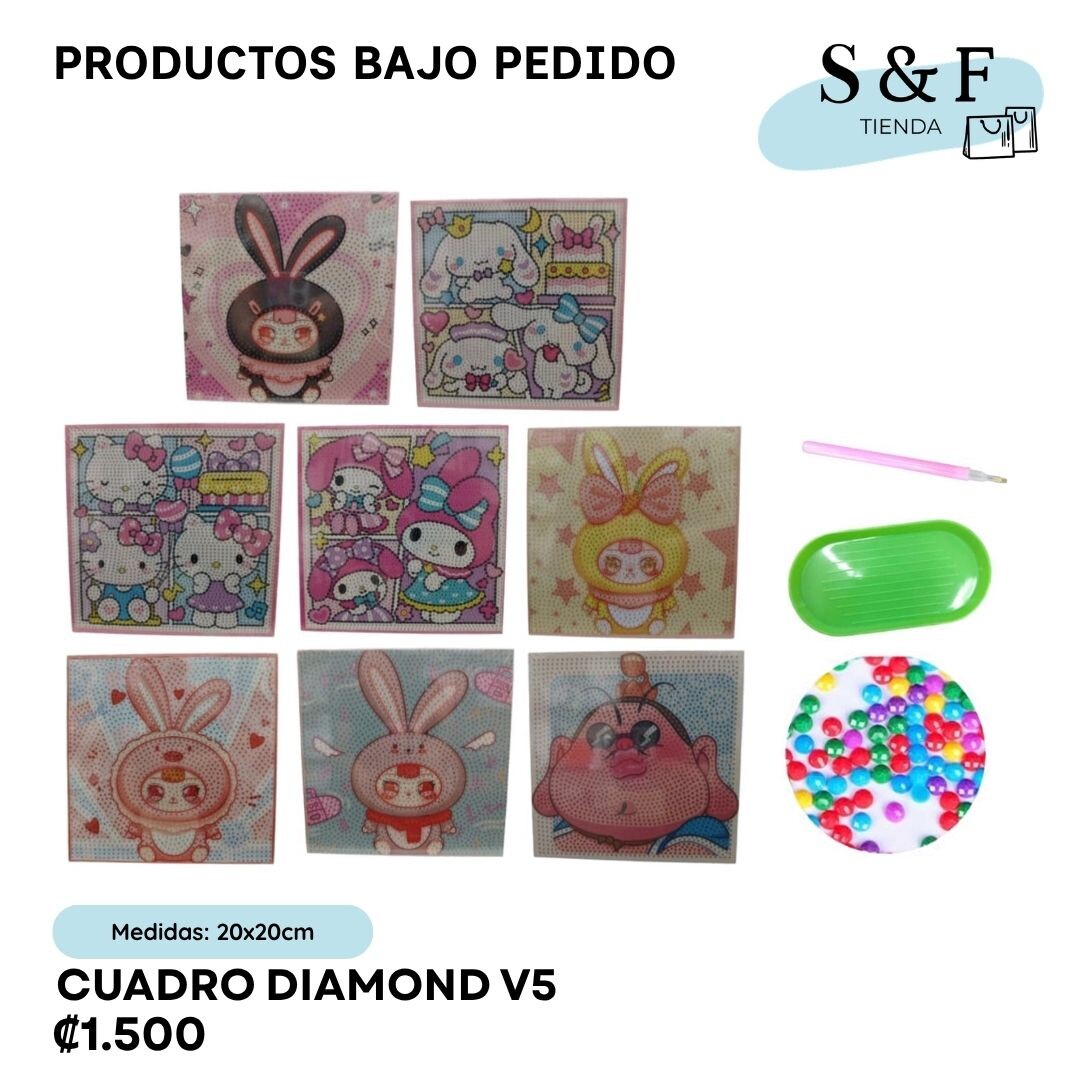 PRODUCTOS BAJO PEDIDO
S & F
TIENDA
Medidas: 20x20cm
CUADRO DIAMOND V5
₡1.500